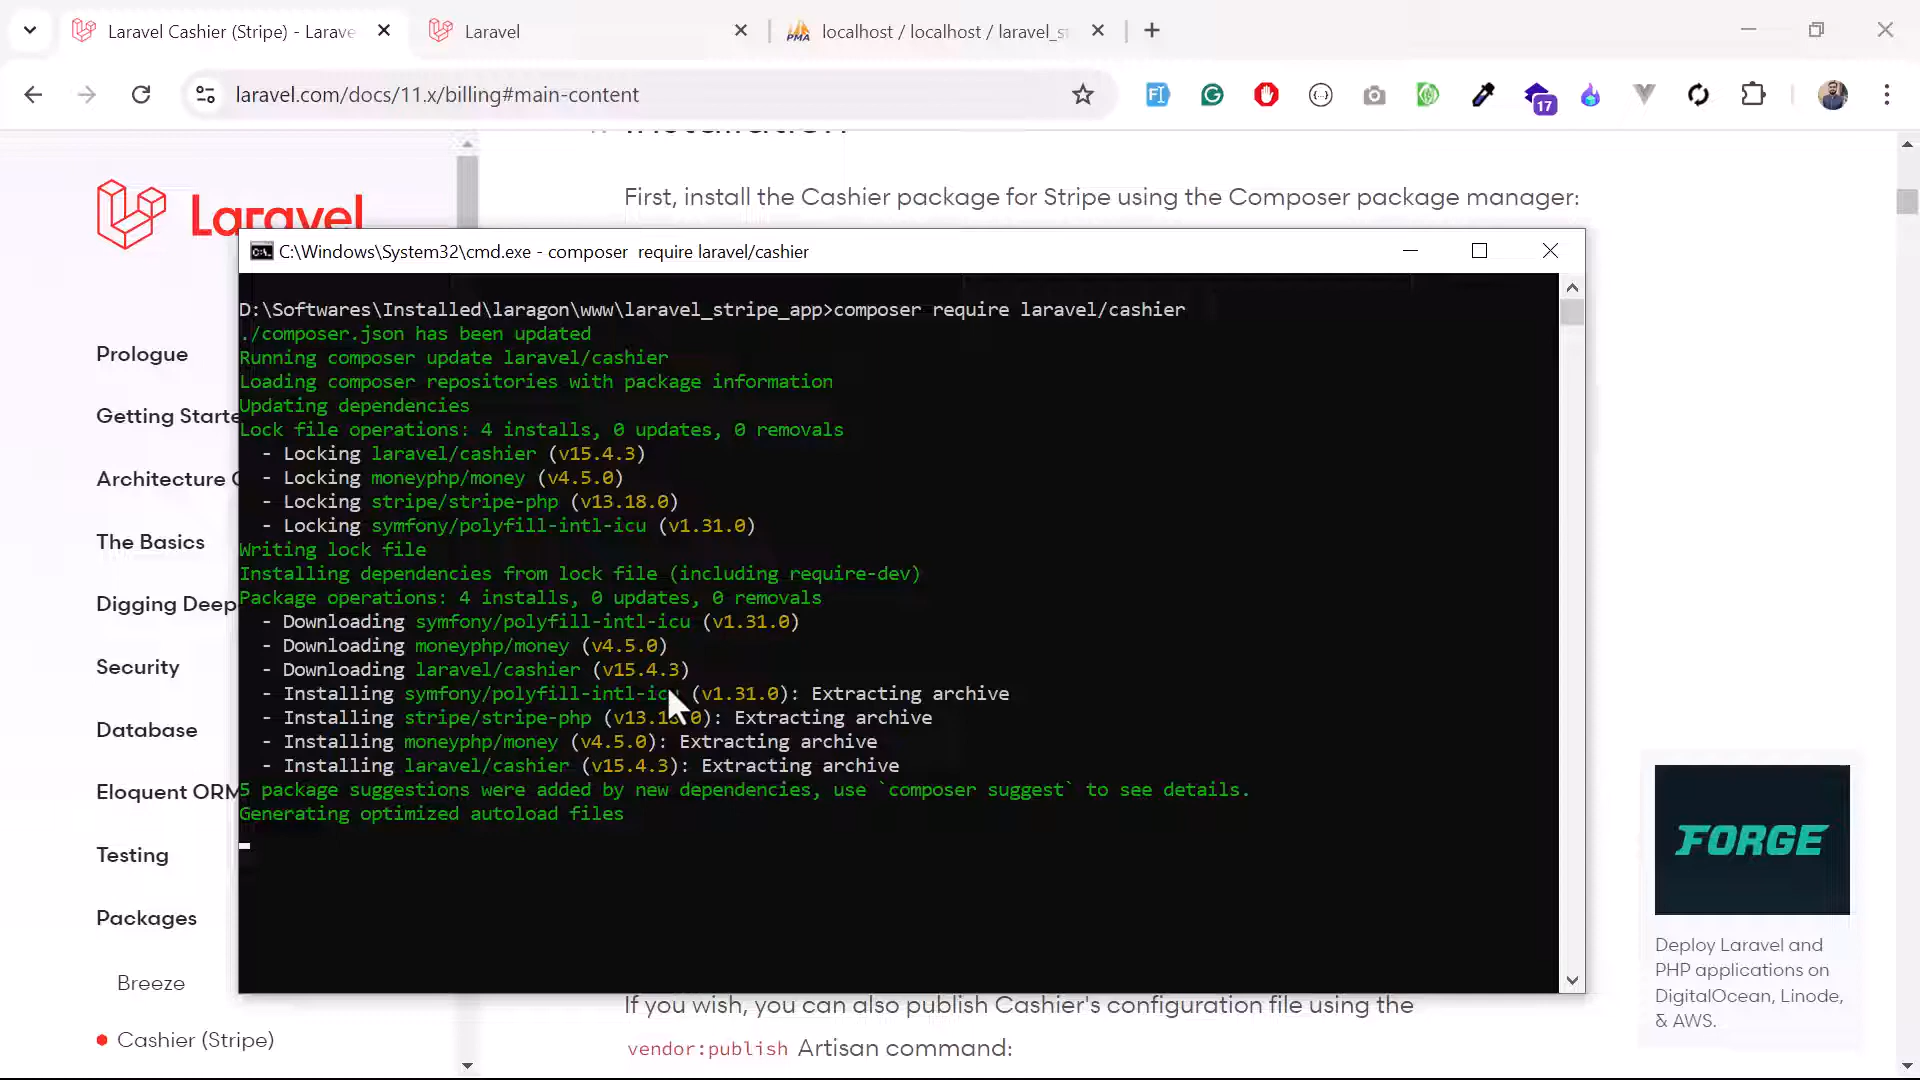 Laravel Cashier (Stripe) - Larave
Laravel
PMA
localhost / localhost / laravel_st
laravel.com/docs/11.x/billing#main-content
17
Installation
First, install the Cashier package for Stripe using the Composer package manager:
Laravel
Prologue
Getting Starte
Architecture C
The Basics
Digging Deep
Security
Database
Eloquent ORM
Testing
Packages
Breeze
Cashier (Stripe)
C:\Windows\System32\cmd.exe - composer  require laravel/cashier
D:\Softwares\Installed\laragon\www\laravel_stripe_app>composer require laravel/cashier
./composer.json has been updated
Running composer update laravel/cashier
Loading composer repositories with package information
Updating dependencies
Lock file operations: 4 installs, 0 updates, 0 removals
- Locking laravel/cashier (v15.4.3)
- Locking moneyphp/money (v4.5.0)
- Locking stripe/stripe-php (v13.18.0)
- Locking symfony/polyfill-intl-icu (v1.31.0)
Writing lock file
Installing dependencies from lock file (including require-dev)
Package operations: 4 installs, 0 updates, 0 removals
- Downloading symfony/polyfill-intl-icu (v1.31.0)
- Downloading moneyphp/money (v4.5.0)
- Downloading laravel/cashier (v15.4.3)
- Installing symfony/polyfill-intl-icu (v1.31.0): Extracting archive
- Installing stripe/stripe-php (v13.18.0): Extracting archive
- Installing moneyphp/money (v4.5.0): Extracting archive
- Installing laravel/cashier (v15.4.3): Extracting archive
5 package suggestions were added by new dependencies, use `composer suggest` to see details.
Generating optimized autoload files
If you wish, you can also publish Cashier's configuration file using the
vendor:publish Artisan command:
FORGE
Deploy Laravel and
PHP applications on
DigitalOcean, Linode,
& AWS.